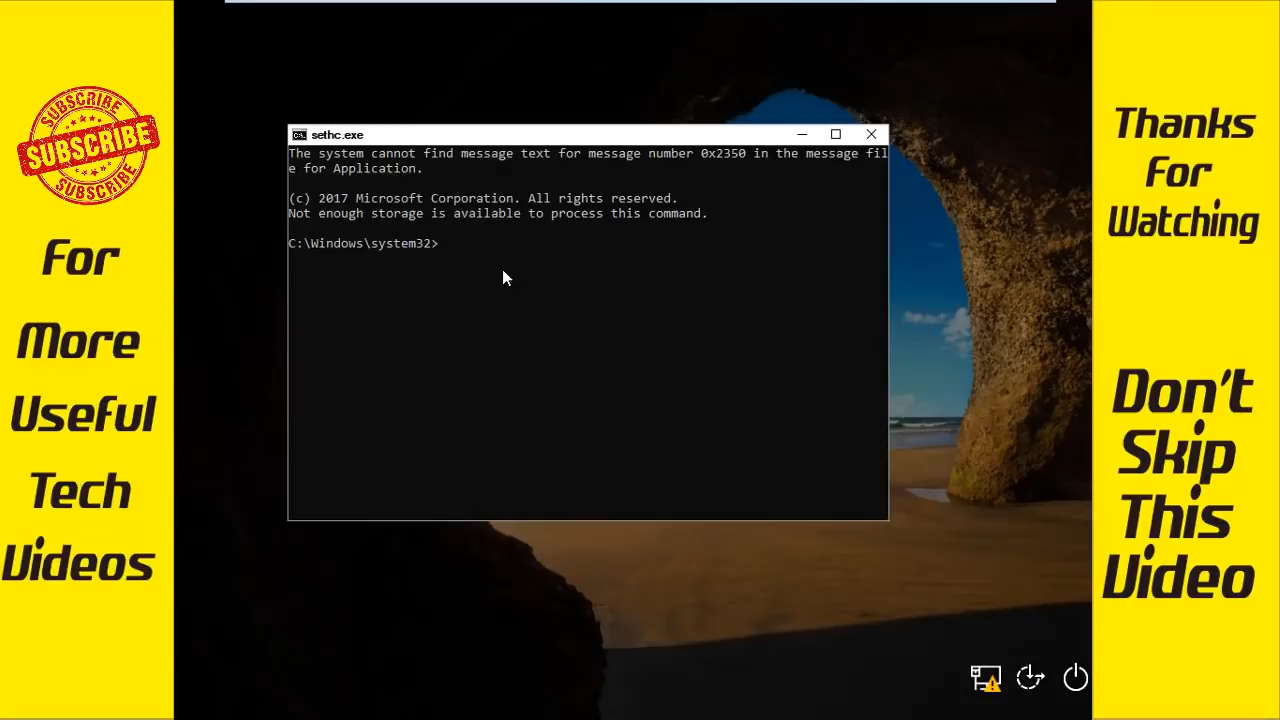 SUBSCRIBE
SUBSCRIBE
SUBSCRIBE
For
More
Useful
Tech
Videos
sethc.exe
The system cannot find message text for message number 0x2350 in the message fil
e for Application.
(c) 2017 Microsoft Corporation. All rights reserved.
Not enough storage is available to process this command.
C:\Windows\system32>
Thanks
For
Watching
Don't
Skip
This
Video